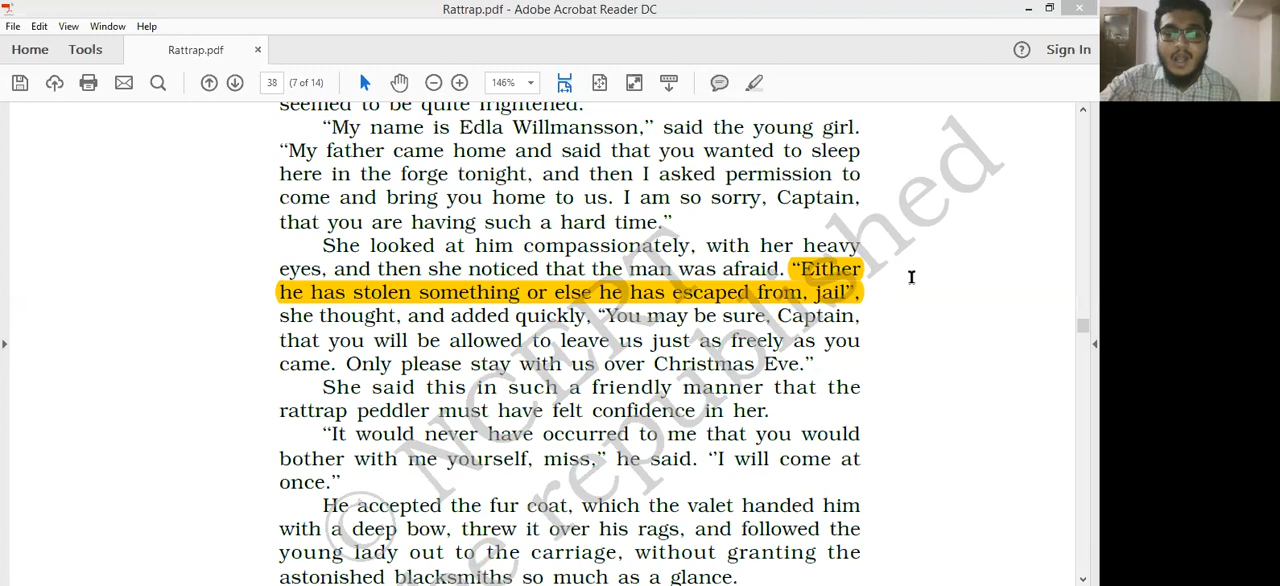 Rattrap.pdf - Adobe Acrobat Reader DC
File Edit View Window Help
Home Tools Rattrap.pdf × ? Sign In
38 (7 of 14) 146%
seemed to be quite frightened.
“My name is Edla Willmansson,” said the young girl.
“My father came home and said that you wanted to sleep
here in the forge tonight, and then I asked permission to
come and bring you home to us. I am so sorry, Captain,
that you are having such a hard time.”
She looked at him compassionately, with her heavy
eyes, and then she noticed that the man was afraid. “Either
he has stolen something or else he has escaped from, jail”,
she thought, and added quickly, “You may be sure, Captain,
that you will be allowed to leave us just as freely as you
came. Only please stay with us over Christmas Eve.”
She said this in such a friendly manner that the
rattrap peddler must have felt confidence in her.
“It would never have occurred to me that you would
bother with me yourself, miss,” he said. ‘’I will come at
once.”
He accepted the fur coat, which the valet handed him
with a deep bow, threw it over his rags, and followed the
young lady out to the carriage, without granting the
astonished blacksmiths so much as a glance.
© NCERT
be republished